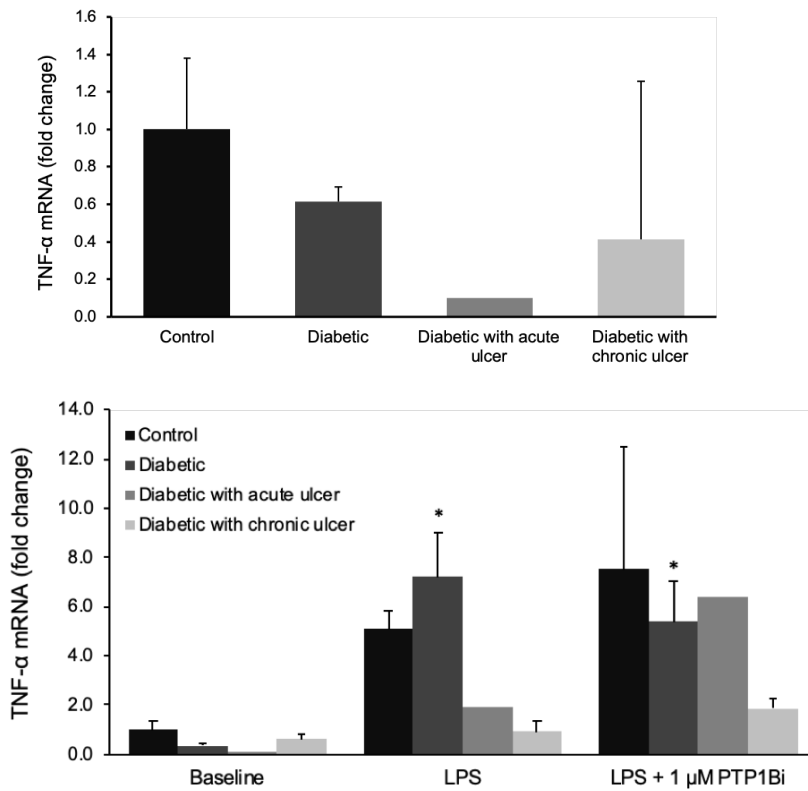 TNF-α mRNA (fold change)
1.6
1.4
1.2
1.0
0.8
0.6
0.4
0.2
0.0
Control
Diabetic
Diabetic with acute
ulcer
Diabetic with
chronic ulcer
TNF-α mRNA (fold change)
14.0
12.0
10.0
8.0
6.0
4.0
2.0
0.0
Control
Diabetic
Diabetic with acute ulcer
Diabetic with chronic ulcer
*
*
Baseline
LPS
LPS + 1 µM PTP1Bi